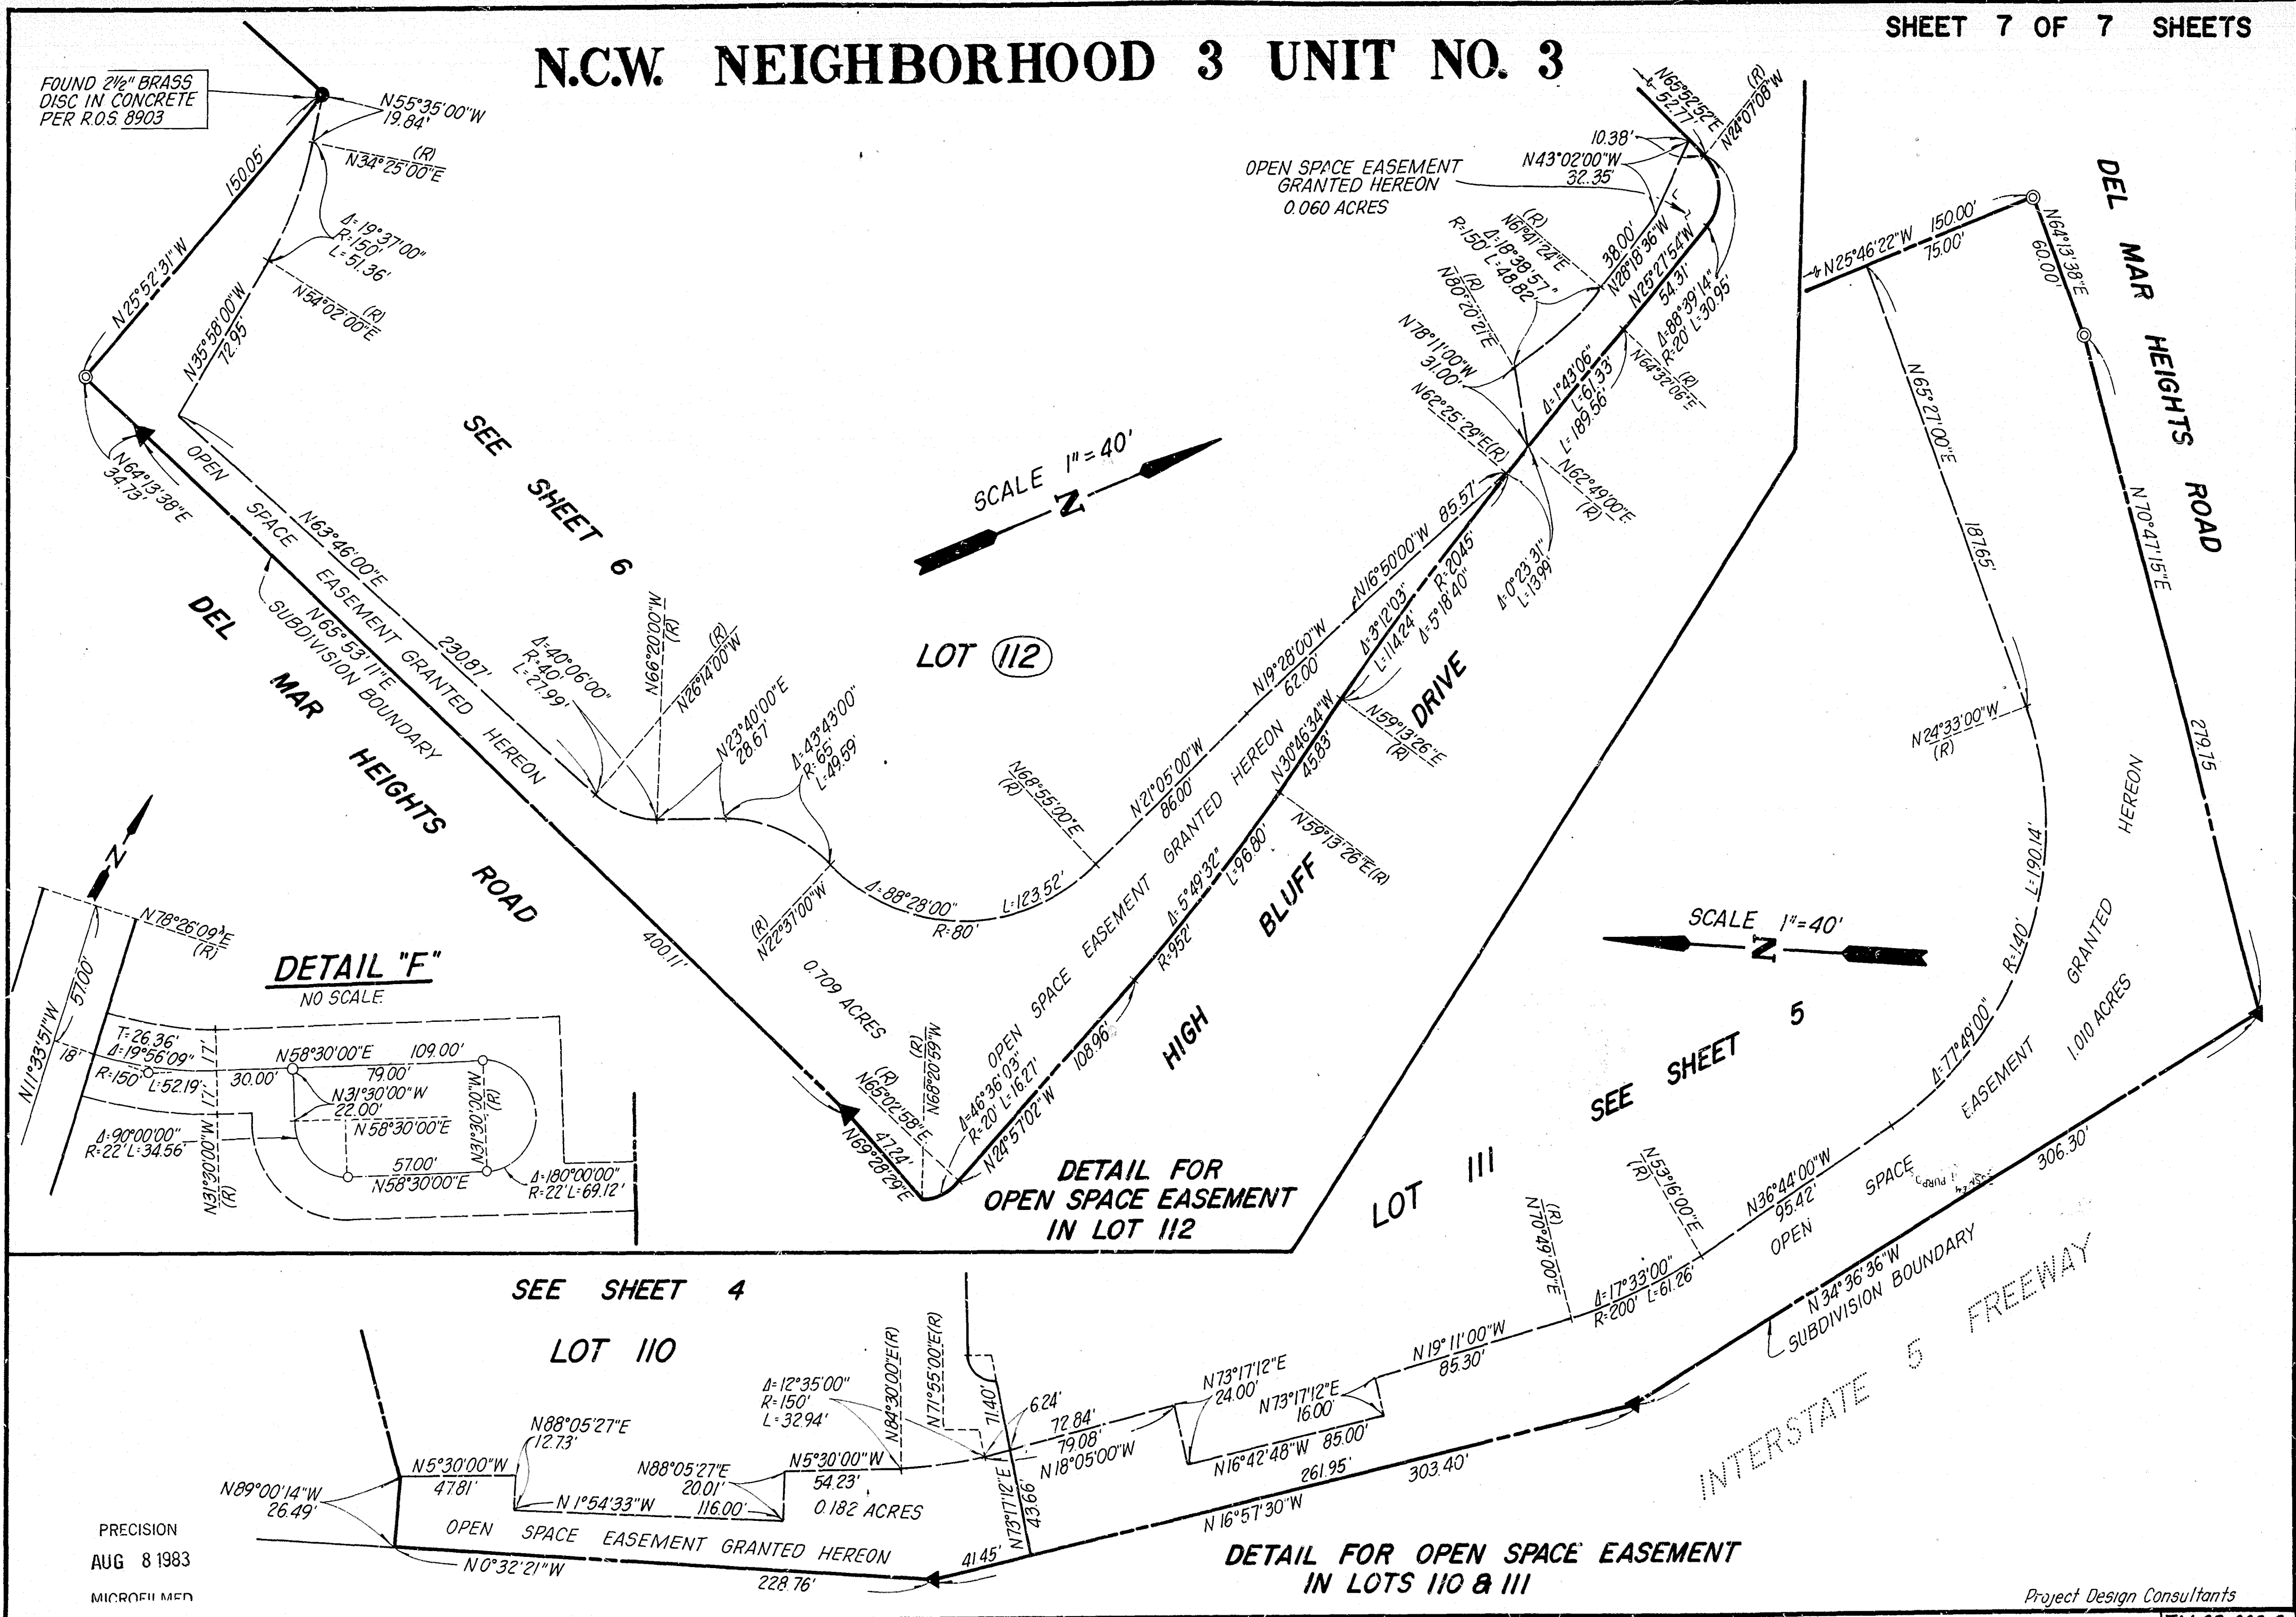 SHEET 7 OF 7 SHEETS
N.C.W. NEIGHBORHOOD 3 UNIT NO. 3
FOUND 2½" BRASS
DISC IN CONCRETE
PER R.O.S. 8903
N55°35'00"W
19.84'
(R)
N34°25'00"E
150.05'
N25°52'31"W
Δ=19°37'00"
R=150'
L=51.36'
(R)
N54°02'00"E
N35°58'00"W
72.95'
N64°13'38"E
34.73'
SEE SHEET 6
OPEN SPACE EASEMENT GRANTED HEREON
N63°46'00"E
230.87'
N65°53'11"E
SUBDIVISION BOUNDARY
400.11'
DEL MAR HEIGHTS ROAD
Δ=40°06'00"
R=40'
L=27.99'
N66°20'00"W
(R)
(R)
N26°14'00"W
N23°40'00"E
28.67'
Δ=43°43'00"
R=65'
L=49.59'
(R)
N22°37'00"W
Δ=88°28'00"
L=123.52'
R=80'
N68°55'00"E
(R)
0.709 ACRES
SCALE 1"=40'
N
LOT 112
OPEN SPACE EASEMENT
GRANTED HEREON
0.060 ACRES
N65°52'52"E
52.77'
(R)
N24°07'08"W
10.38'
N43°02'00"W
32.35'
(R)
N61°41'24"E
Δ=18°38'57"
R=150' L=48.82'
38.00'
N28°18'36"W
N25°27'54"W
54.31'
Δ=88°39'14"
R=20' L=30.95'
(R)
N80°20'21"E
N78°11'00"W
31.00'
N62°25'29"E(R)
Δ=1°43'06"
L=61.33'
L=189.56'
(R)
N64°32'06"E
N62°49'00"E
(R)
Δ=0°23'31"
L=13.99'
N16°50'00"W 85.57'
R=2045'
Δ=5°18'40"
Δ=3°12'03"
L=114.24'
N19°28'00"W
62.00'
N59°13'26"E
(R)
N30°46'34"W
45.83'
N21°05'00"W
86.00'
N59°13'26"E(R)
Δ=5°49'32"
L=96.80'
R=952'
OPEN SPACE EASEMENT GRANTED HEREON
HIGH BLUFF DRIVE
108.96'
N24°57'02"W
Δ=46°36'03"
R=20' L=16.27'
N68°20'59"W
(R)
(R)
N65°02'58"E
47.24'
N69°28'29"E
DETAIL FOR
OPEN SPACE EASEMENT
IN LOT 112
N
N78°26'09"E
(R)
57.00'
N11°33'51"W
DETAIL "F"
NO SCALE
T=26.36'
Δ=19°56'09"
R=150' L=52.19'
18'
17'
17'
30.00'
N58°30'00"E 109.00'
79.00'
N31°30'00"W
22.00'
N58°30'00"E
N31°30'00"W
(R)
Δ=90°00'00"
R=22' L=34.56'
57.00'
N58°30'00"E
Δ=180°00'00"
R=22' L=69.12'
N31°30'00"W
(R)
DEL MAR HEIGHTS ROAD
N25°46'22"W 150.00'
75.00'
N64°13'38"E
60.00'
N65°27'00"E
187.65'
N70°47'15"E
279.75
N24°33'00"W
(R)
L=190.14'
R=140'
Δ=77°49'00"
OPEN SPACE EASEMENT GRANTED HEREON
1.010 ACRES
SCALE 1"=40'
N
SEE SHEET 5
LOT 111
N36°44'00"W
95.42'
N53°16'00"E
(R)
(R)
N70°49'00"E
Δ=17°33'00"
R=200' L=61.26'
306.30'
N34°36'36"W
SUBDIVISION BOUNDARY
INTERSTATE 5 FREEWAY
N19°11'00"W
85.30'
N73°17'12"E
24.00'
N73°17'12"E
16.00'
N16°42'48"W 85.00'
261.95'
303.40'
N16°57'30"W
SEE SHEET 4
LOT 110
N84°30'00"E(R)
N71°55'00"E(R)
71.40'
6.24'
72.84'
79.08'
N18°05'00"W
N73°17'12"E
43.66'
41.45'
Δ=12°35'00"
R=150'
L=32.94'
N88°05'27"E
12.73'
N5°30'00"W
47.81'
N88°05'27"E
20.01'
N5°30'00"W
54.23'
N89°00'14"W
26.49'
N1°54'33"W 116.00'
0.182 ACRES
OPEN SPACE EASEMENT GRANTED HEREON
N0°32'21"W
228.76'
DETAIL FOR OPEN SPACE EASEMENT
IN LOTS 110 & 111
PRECISION
AUG 8 1983
MICROFILMED
Project Design Consultants